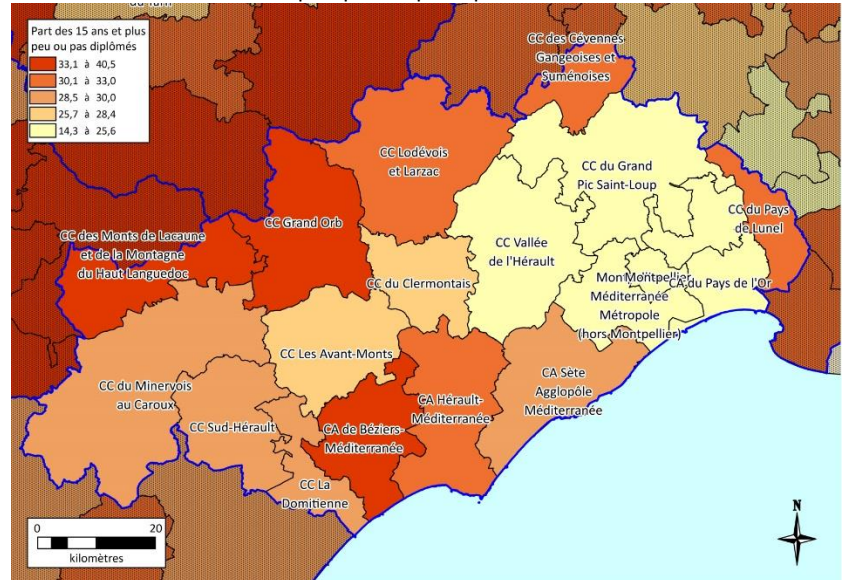 du Tarn
Part des 15 ans et plus
peu ou pas diplômés
33,1 à 40,5
30,1 à 33,0
28,5 à 30,0
25,7 à 28,4
14,3 à 25,6
CC des Cévennes
Gangeoises et
Suménoises
CC Lodévois
et Larzac
CC du Grand
Pic Saint-Loup
CC du Pays
de Lunel
CC Grand Orb
CC des Monts de Lacaune
et de la Montagne
du Haut Languedoc
CC Vallée
de l'Hérault
CC du Clermontais
Montpellier
Méditerranée
Métropole
(hors Montpellier)
Montpellier
CA du Pays de l'Or
CC Les Avant-Monts
CC du Minervois
au Caroux
CA Sète
Agglopôle
Méditerranée
CA Hérault-
Méditerranée
CC Sud-Hérault
CA de Béziers-
Méditerranée
CC La
Domitienne
0 20
kilomètres
N